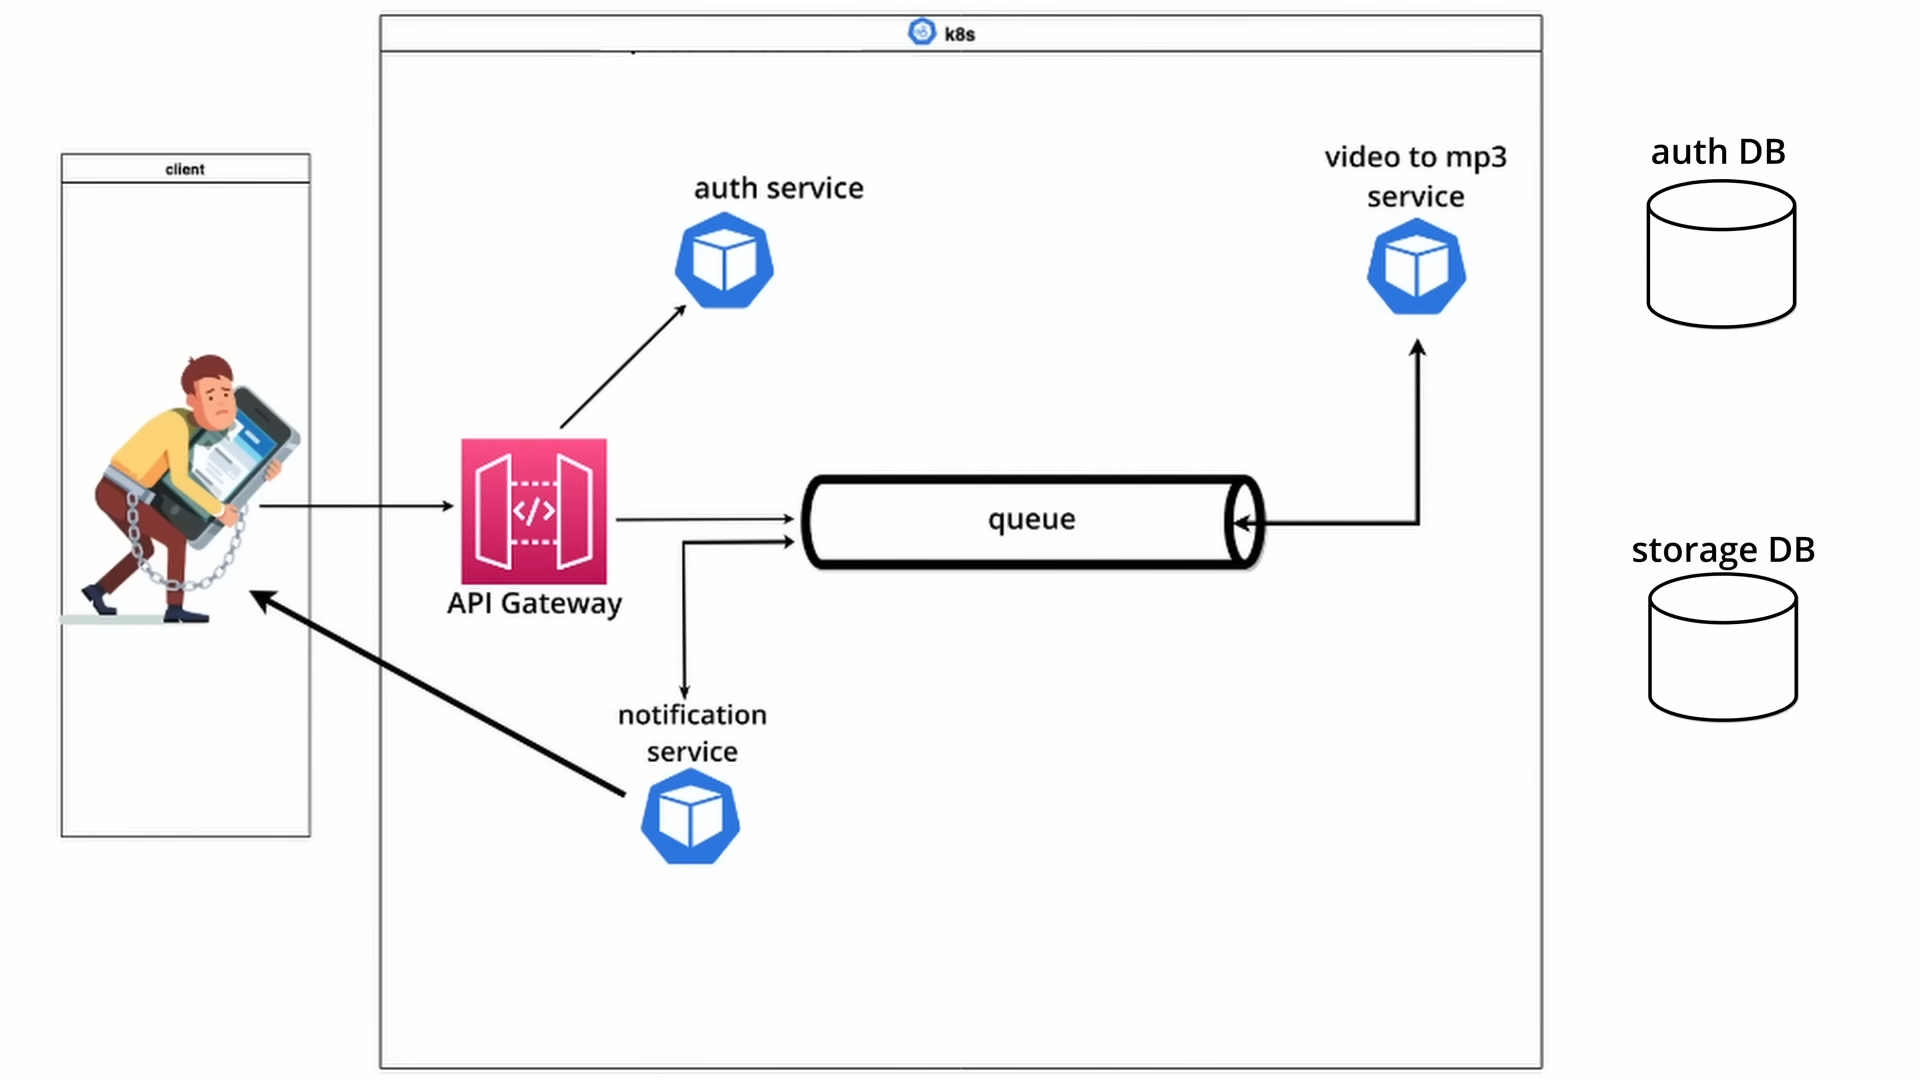 k8s
client
auth service
video to mp3
service
auth DB
</>
API Gateway
queue
storage DB
notification
service